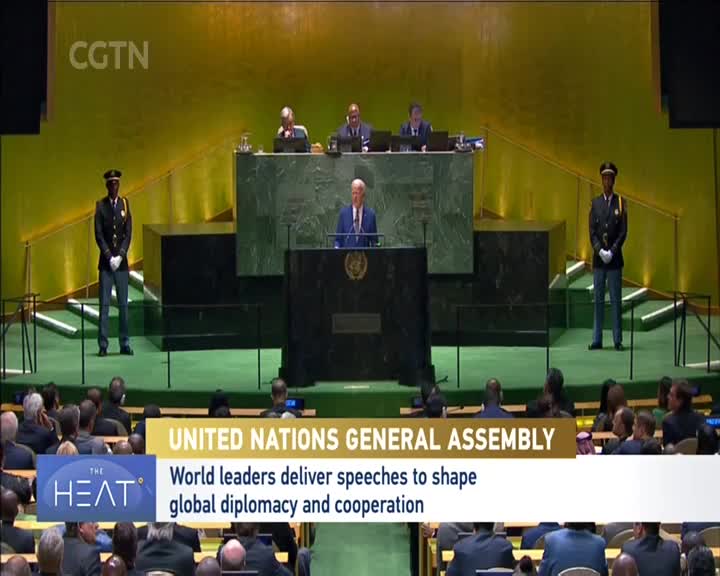 CGTN
UNITED NATIONS GENERAL ASSEMBLY
THE
HEAT
World leaders deliver speeches to shape
global diplomacy and cooperation